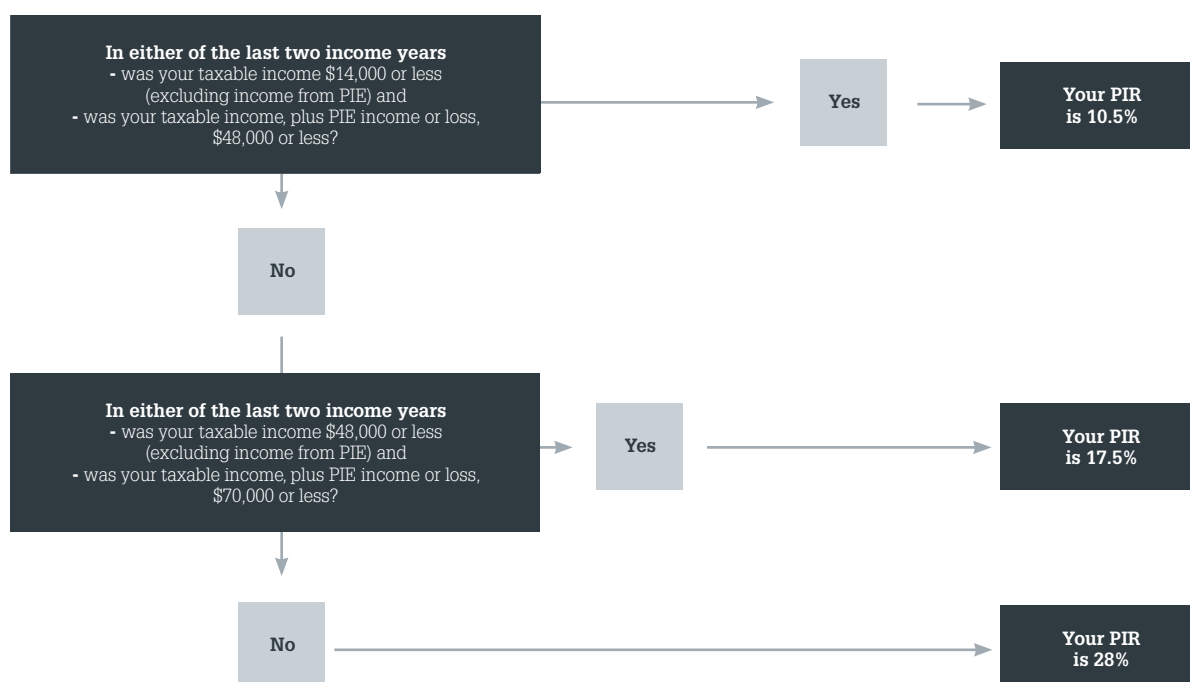 In either of the last two income years
- was your taxable income $14,000 or less
(excluding income from PIE) and
- was your taxable income, plus PIE income or loss,
$48,000 or less?
Yes
Your PIR
is 10.5%
No
In either of the last two income years
- was your taxable income $48,000 or less
(excluding income from PIE) and
- was your taxable income, plus PIE income or loss,
$70,000 or less?
Yes
Your PIR
is 17.5%
No
Your PIR
is 28%